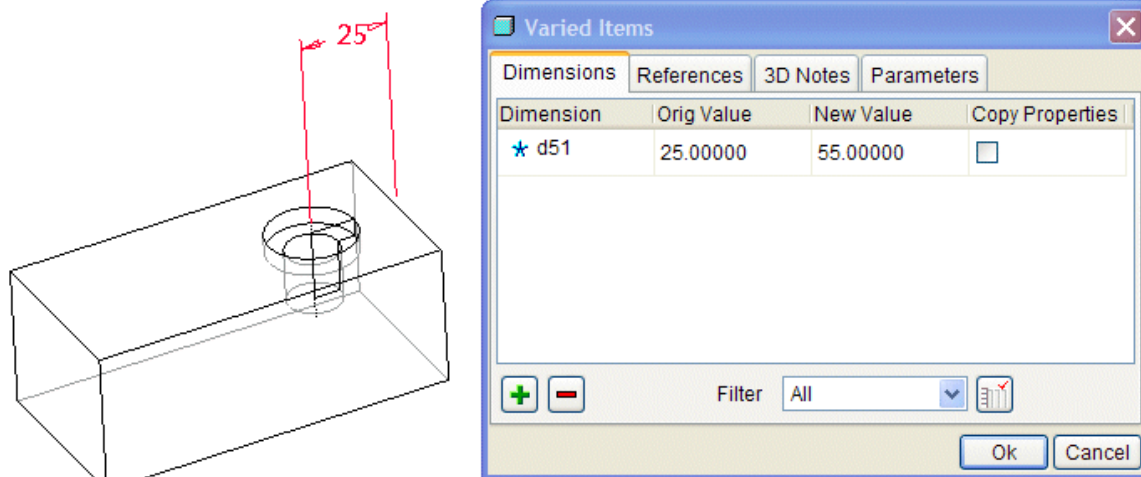 25
Varied Items
Dimensions References 3D Notes Parameters
Dimension Orig Value New Value Copy Properties
d51 25.00000 55.00000
Filter All
Ok Cancel